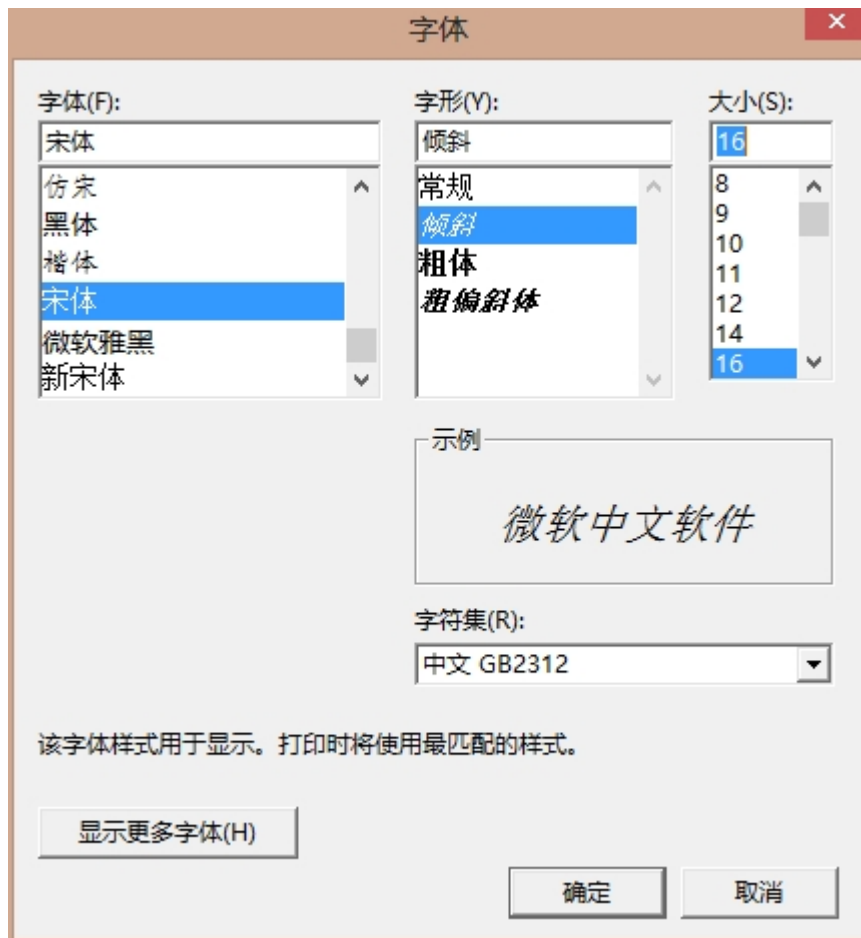 字体
字体(F):
宋体
仿宋
黑体
楷体
宋体
微软雅黑
新宋体
字形(Y):
倾斜
常规
倾斜
粗体
粗偏斜体
大小(S):
16
8
9
10
11
12
14
16
示例
微软中文软件
字符集(R):
中文 GB2312
该字体样式用于显示。打印时将使用最匹配的样式。
显示更多字体(H)
确定
取消